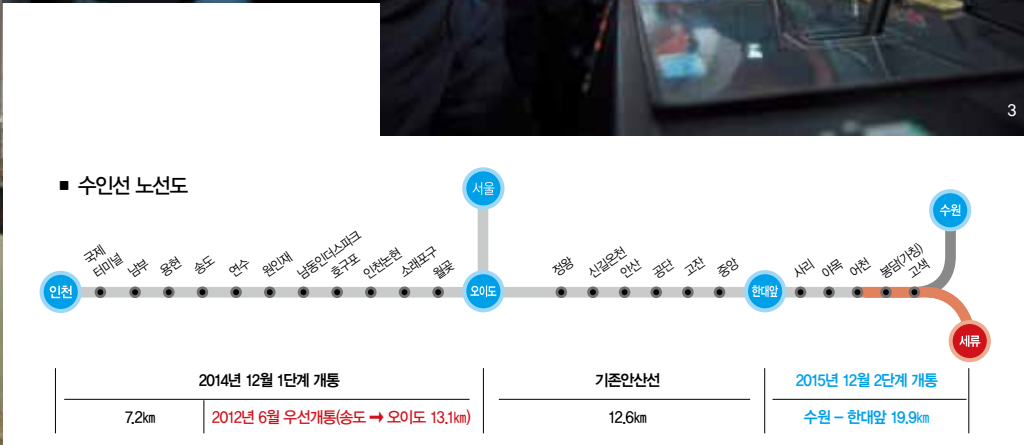 3
■ 수인선 노선도
서울
수원
국제
터미널
남부
용현
송도
연수
원인재
남동인더스파크
호구포
인천논현
소래포구
월곶
정왕
신길온천
안산
공단
고잔
중앙
사리
야목
어천
봉담(가칭)
고색
인천
오이도
한대앞
세류
2014년 12월 1단계 개통
기존안산선
2015년 12월 2단계 개통
7.2㎞
2012년 6월 우선개통(송도 ➞ 오이도 13.1㎞)
12.6㎞
수원 – 한대앞 19.9㎞